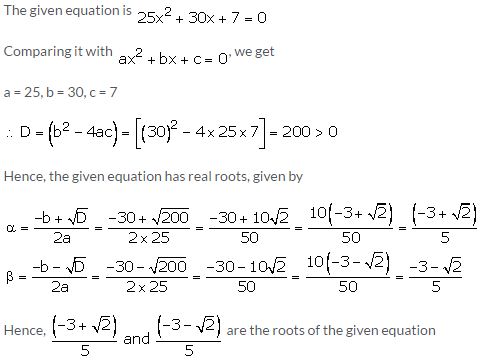 The given equation is 25x² + 30x + 7 = 0
Comparing it with ax² + bx + c = 0, we get
a = 25, b = 30, c = 7
∴ D = (b² – 4ac) = [(30)² – 4 x 25 x 7] = 200 > 0
Hence, the given equation has real roots, given by
α = (–b + √D)/2a = (–30 + √200)/(2 x 25) = (–30 + 10√2)/50 = 10(–3 + √2)/50 = (–3 + √2)/5
β = (–b – √D)/2a = (–30 – √200)/(2 x 25) = (–30 – 10√2)/50 = 10(–3 – √2)/50 = (–3 – √2)/5
Hence, (–3 + √2)/5 and (–3 – √2)/5 are the roots of the given equation